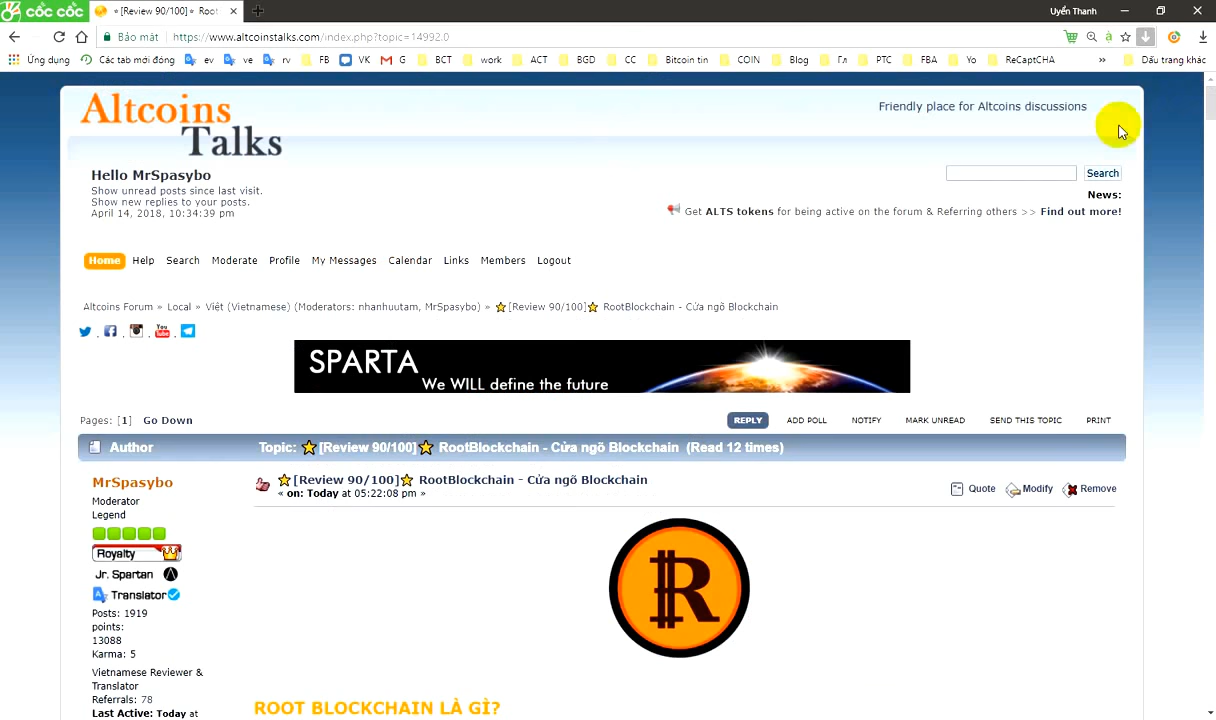 cốc cốc
⭐[Review 90/100]⭐ Root
Uyển Thanh
Bảo mật
https://www.altcoinstalks.com/index.php?topic=14992.0
Ứng dụng Các tab mới đóng ev ve rv FB VK G BCT work ACT BGD CC Bitcoin tin COIN Blog Гл PTC FBA Yo ReCaptCHA » Dấu trang khác
Altcoins
Talks
Friendly place for Altcoins discussions
Hello MrSpasybo
Show unread posts since last visit.
Show new replies to your posts.
April 14, 2018, 10:34:39 pm
Search
News:
Get ALTS tokens for being active on the forum & Referring others >> Find out more!
Home Help Search Moderate Profile My Messages Calendar Links Members Logout
Altcoins Forum » Local » Việt (Vietnamese) (Moderators: nhanhuutam, MrSpasybo) » ⭐[Review 90/100]⭐ RootBlockchain - Cửa ngõ Blockchain
You
Tube
SPARTA
We WILL define the future
Pages: [1] Go Down
REPLY ADD POLL NOTIFY MARK UNREAD SEND THIS TOPIC PRINT
Author Topic: ⭐[Review 90/100]⭐ RootBlockchain - Cửa ngõ Blockchain (Read 12 times)
MrSpasybo
Moderator
Legend
Royalty
Jr. Spartan
Translator
Posts: 1919
points:
13088
Karma: 5
Vietnamese Reviewer &
Translator
Referrals: 78
Last Active: Today at
⭐[Review 90/100]⭐ RootBlockchain - Cửa ngõ Blockchain
« on: Today at 05:22:08 pm »
Quote Modify Remove
R
ROOT BLOCKCHAIN LÀ GÌ?